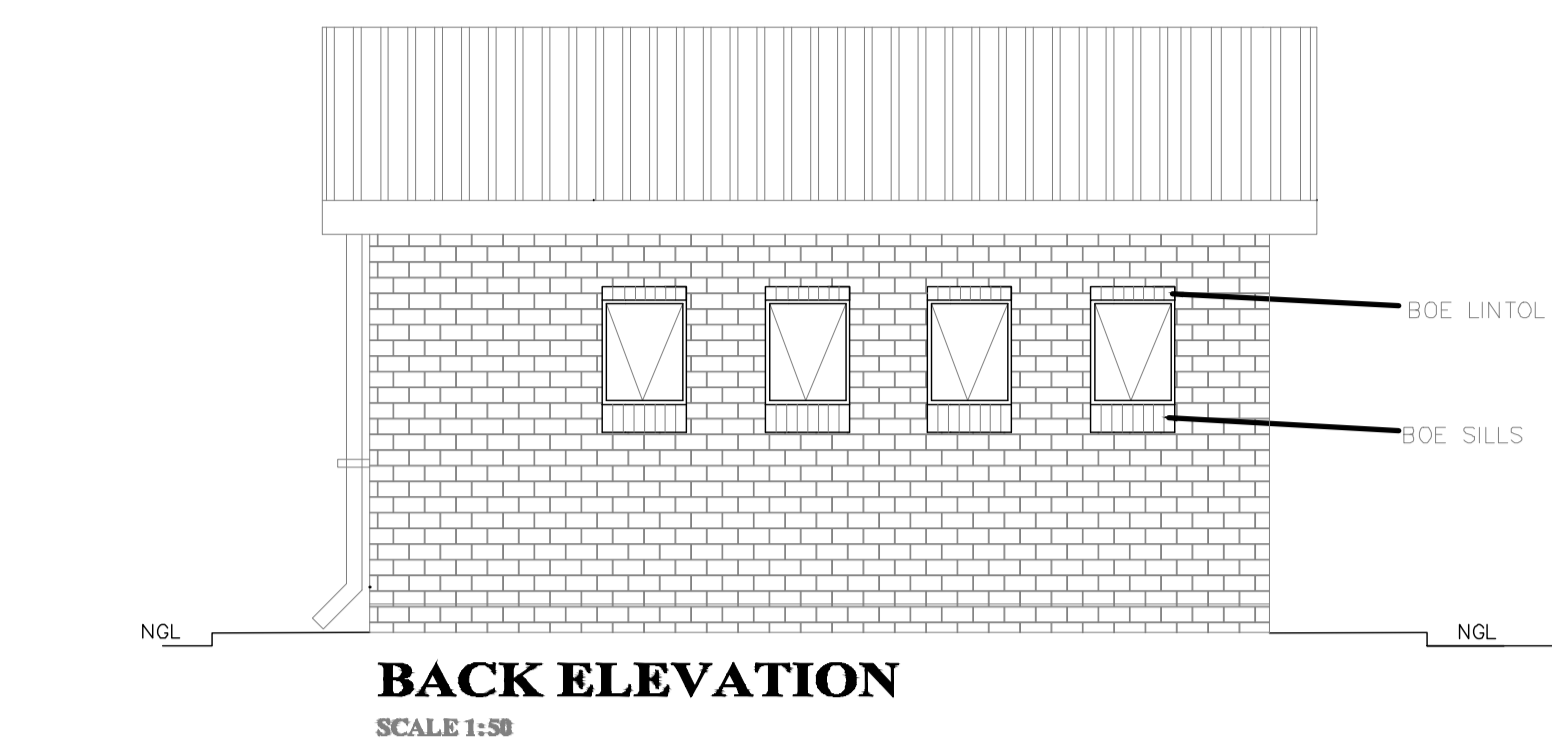 BOE LINTOL
BOE SILLS
NGL
NGL
BACK ELEVATION
SCALE 1:50